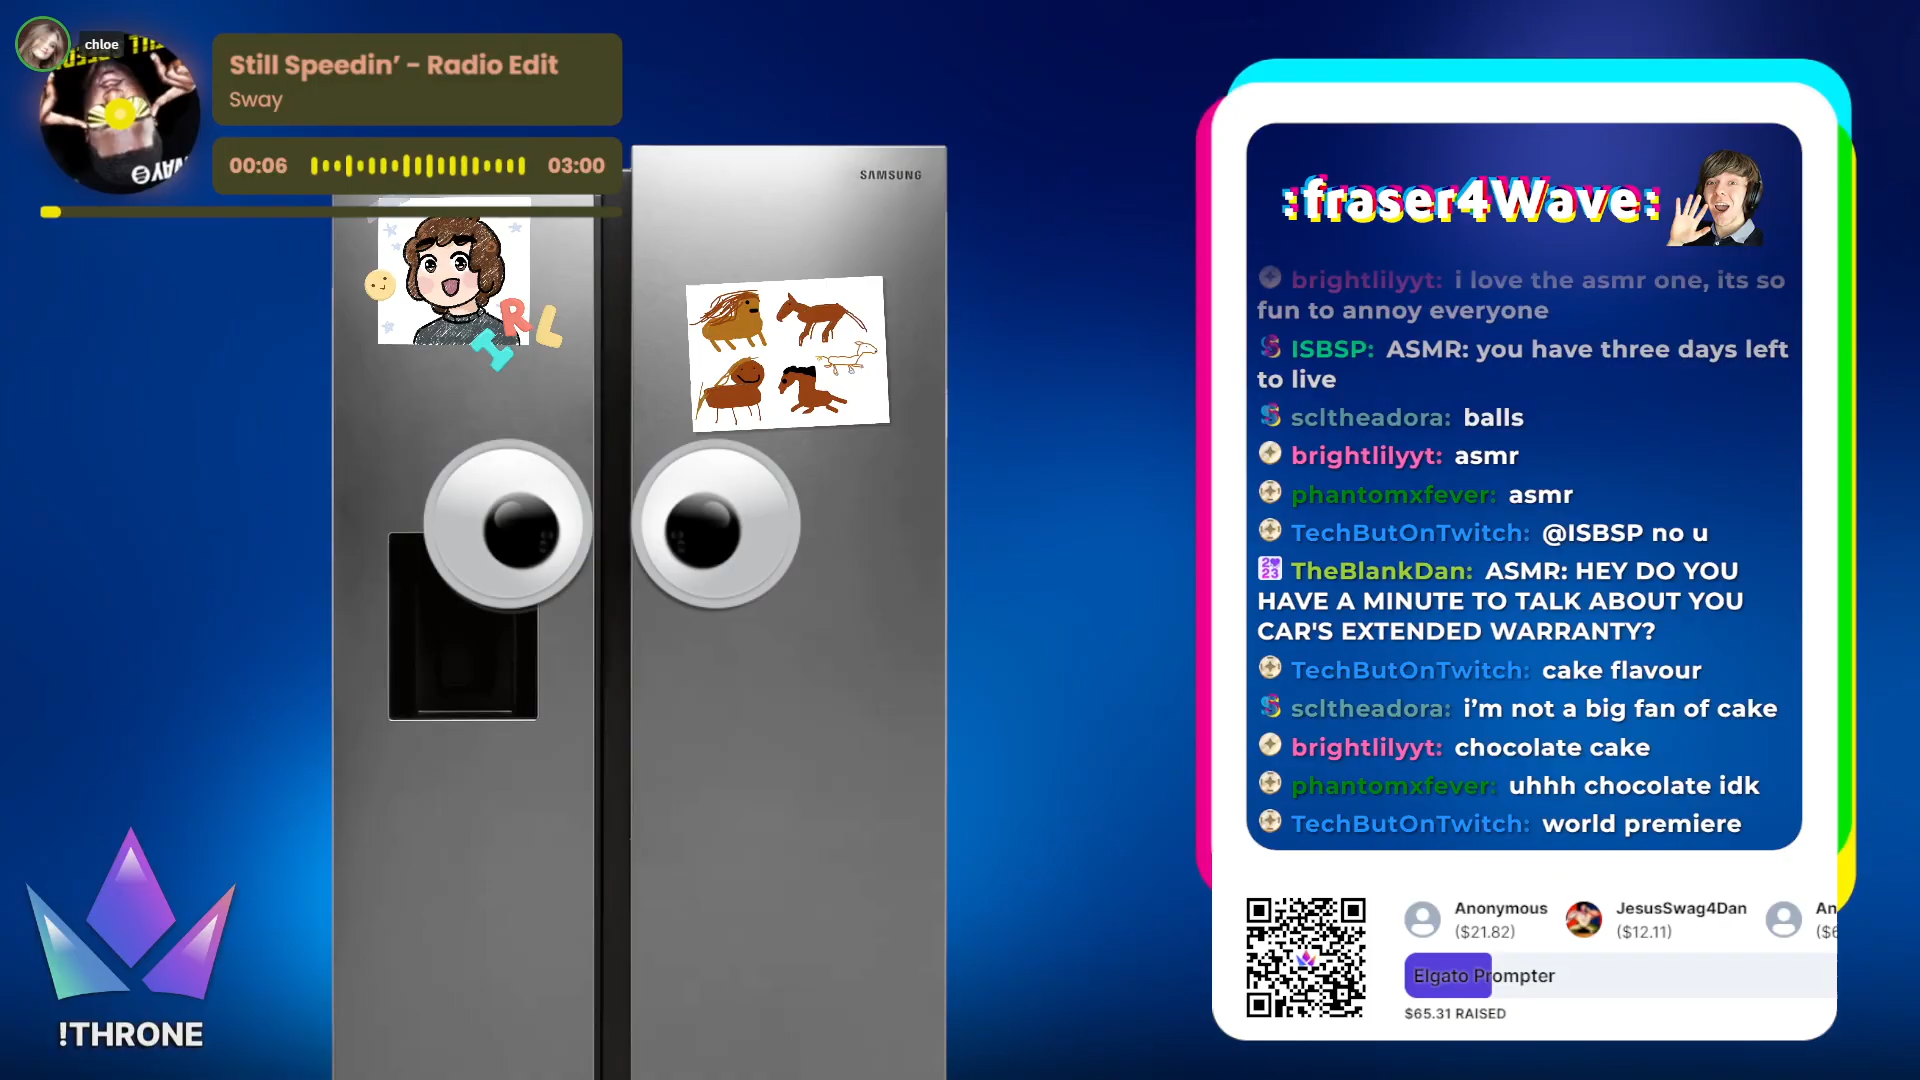 chloe
Still Speedin’ - Radio Edit
Sway
00:06
03:00
SAMSUNG
I R L
!THRONE
:fraser4Wave:
brightlilyyt: i love the asmr one, its so
fun to annoy everyone
ISBSP: ASMR: you have three days left
to live
scltheadora: balls
brightlilyyt: asmr
phantomxfever: asmr
TechButOnTwitch: @ISBSP no u
TheBlankDan: ASMR: HEY DO YOU
HAVE A MINUTE TO TALK ABOUT YOU
CAR'S EXTENDED WARRANTY?
TechButOnTwitch: cake flavour
scltheadora: i’m not a big fan of cake
brightlilyyt: chocolate cake
phantomxfever: uhhh chocolate idk
TechButOnTwitch: world premiere
Anonymous
($21.82)
JesusSwag4Dan
($12.11)
Elgato Prompter
$65.31 RAISED